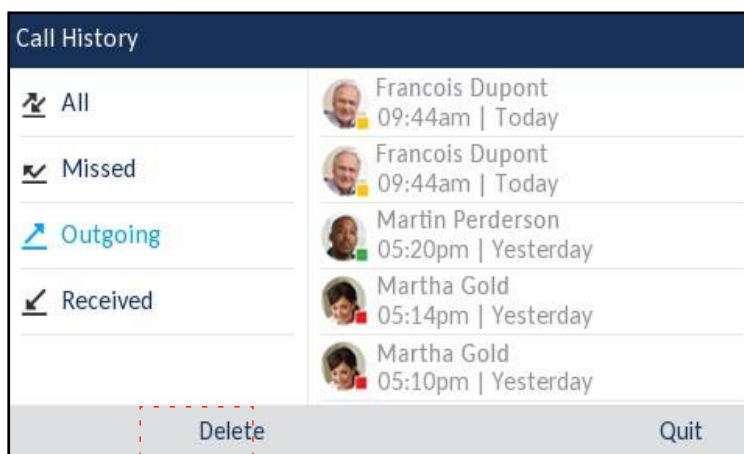 Call History
All
Missed
Outgoing
Received
Francois Dupont
09:44am | Today
Francois Dupont
09:44am | Today
Martin Perderson
05:20pm | Yesterday
Martha Gold
05:14pm | Yesterday
Martha Gold
05:10pm | Yesterday
Delete
Quit